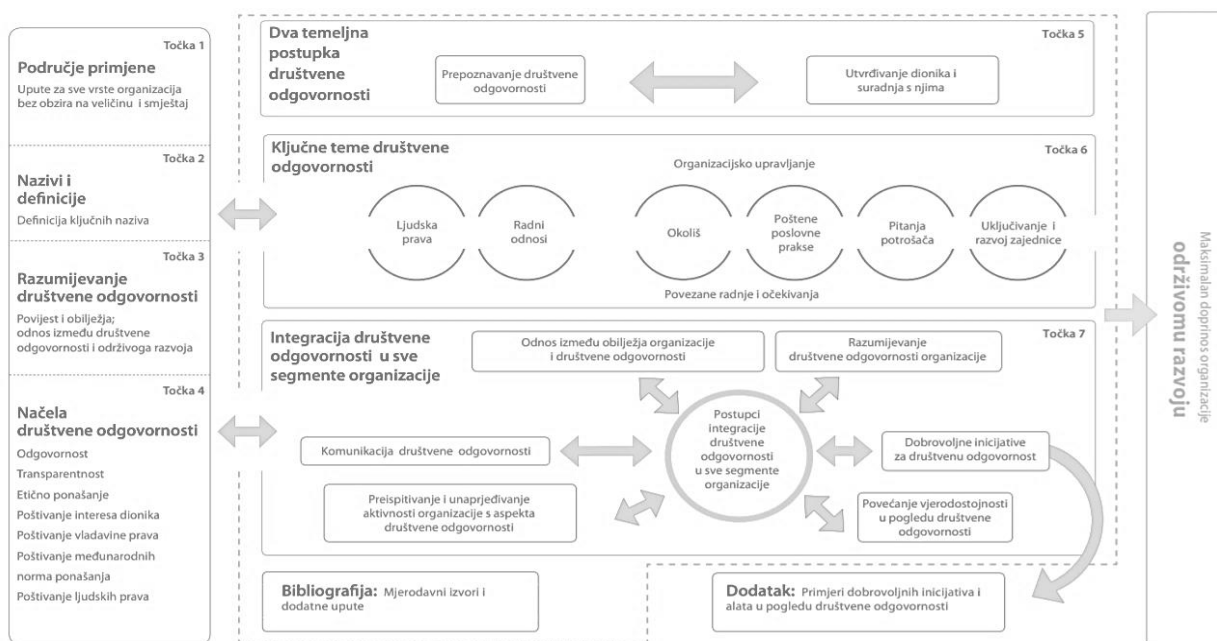 Točka 1
Područje primjene
Upute za sve vrste organizacija
bez obzira na veličinu i smještaj
Točka 2
Nazivi i
definicije
Definicija ključnih naziva
Točka 3
Razumijevanje
društvene odgovornosti
Povijest i obilježja;
odnos između društvene
odgovornosti i održivoga razvoja
Točka 4
Načela
društvene odgovornosti
Odgovornost
Transparentnost
Etično ponašanje
Poštivanje interesa dionika
Poštivanje vladavine prava
Poštivanje međunarodnih
norma ponašanja
Poštivanje ljudskih prava
Dva temeljna
postupka
društvene
odgovornosti
Točka 5
Prepoznavanje društvene
odgovornosti
Utvrđivanje dionika i
suradnja s njima
Ključne teme društvene
odgovornosti
Točka 6
Organizacijsko upravljanje
Ljudska
prava
Radni
odnosi
Okoliš
Poštene
poslovne
prakse
Pitanja
potrošača
Uključivanje i
razvoj zajednice
Povezane radnje i očekivanja
Integracija društvene
odgovornosti u sve
segmente organizacije
Točka 7
Odnos između obilježja organizacije
i društvene odgovornosti
Razumijevanje
društvene odgovornosti organizacije
Postupci
integracije
društvene
odgovornosti
u sve segmente
organizacije
Komunikacija društvene odgovornosti
Dobrovoljne inicijative
za društvenu odgovornost
Preispitivanje i unaprjeđivanje
aktivnosti organizacije s aspekta
društvene odgovornosti
Povećanje vjerodostojnosti
u pogledu društvene
odgovornosti
Bibliografija: Mjerodavni izvori i
dodatne upute
Dodatak: Primjeri dobrovoljnih inicijativa i
alata u pogledu društvene odgovornosti
Maksimalan doprinos organizacije
održivomu razvoju